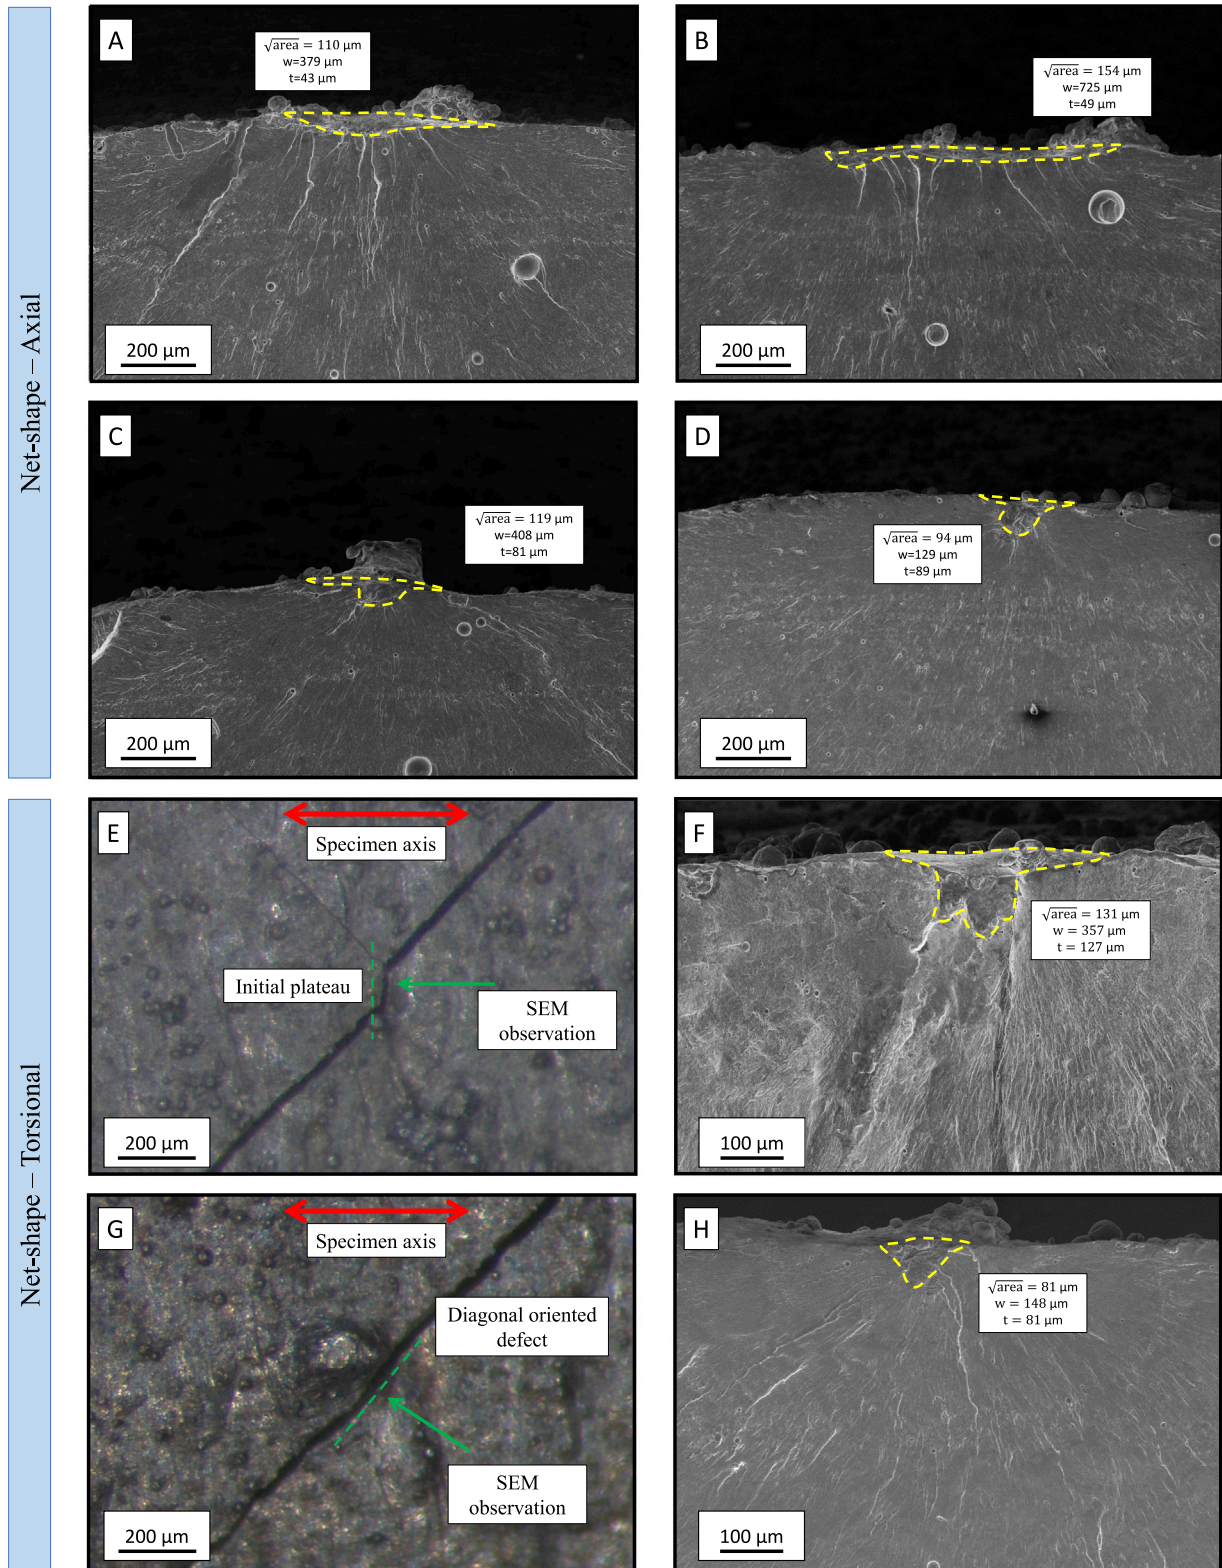 Net-shape – Axial
A
√area = 110 µm
w=379 µm
t=43 µm
200 µm
B
√area = 154 µm
w=725 µm
t=49 µm
200 µm
C
√area = 119 µm
w=408 µm
t=81 µm
200 µm
D
√area = 94 µm
w=129 µm
t=89 µm
200 µm
Net-shape – Torsional
E
Specimen axis
Initial plateau
SEM
observation
200 µm
F
√area = 131 µm
w = 357 µm
t = 127 µm
100 µm
G
Specimen axis
Diagonal oriented
defect
SEM
observation
200 µm
H
√area = 81 µm
w = 148 µm
t = 81 µm
100 µm